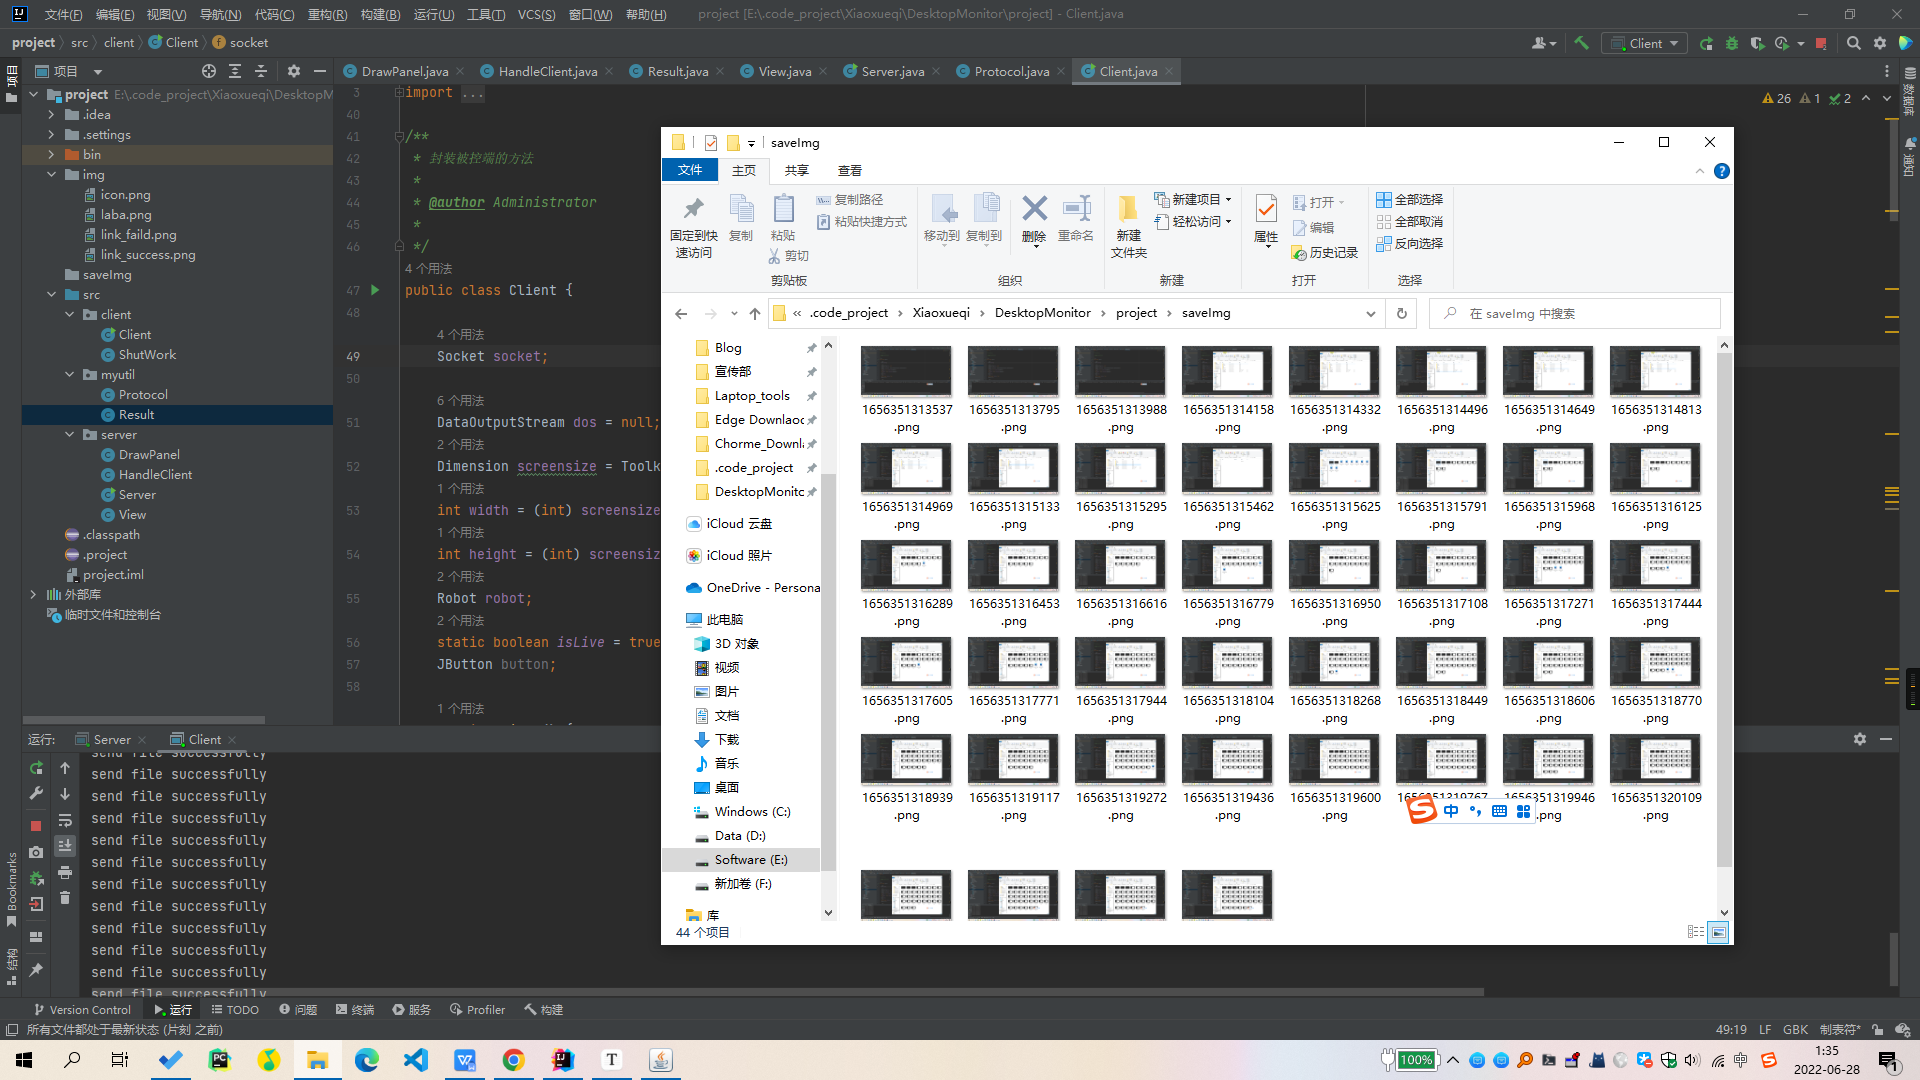 文件(F) 编辑(E) 视图(V) 导航(N) 代码(C) 重构(R) 构建(B) 运行(U) 工具(T) VCS(S) 窗口(W) 帮助(H) project [E:\.code_project\Xiaoxueqi\DesktopMonitor\project] - Client.java
project src client Client socket
Client
项目
DrawPanel.java HandleClient.java Result.java View.java Server.java Protocol.java Client.java
项目
数据库
通知
project E:\.code_project\Xiaoxueqi\DesktopM
.idea
.settings
bin
img
icon.png
laba.png
link_faild.png
link_success.png
saveImg
src
client
Client
ShutWork
myutil
Protocol
Result
server
DrawPanel
HandleClient
Server
View
.classpath
.project
project.iml
外部库
临时文件和控制台
26 1 2
3 import ...
40
41 /**
42 * 封装被控端的方法
43 *
44 * @author Administrator
45 *
46 */
4 个用法
47 public class Client {
48
4 个用法
49 Socket socket;
50
6 个用法
51 DataOutputStream dos = null;
2 个用法
52 Dimension screensize = Toolk
1 个用法
53 int width = (int) screensize
1 个用法
54 int height = (int) screensiz
2 个用法
55 Robot robot;
2 个用法
56 static boolean isLive = true
57 JButton button;
58
1 个用法
saveImg
文件 主页 共享 查看
固定到快
速访问
复制
粘贴
复制路径
粘贴快捷方式
剪切
剪贴板
移动到 复制到 删除 重命名
组织
新建
文件夹
新建项目
轻松访问
新建
属性
打开
编辑
历史记录
打开
全部选择
全部取消
反向选择
选择
« .code_project Xiaoxueqi DesktopMonitor project saveImg
在 saveImg 中搜索
Blog
宣传部
Laptop_tools
Edge Downlaoc
Chorme_Downl
.code_project
DesktopMonitc
iCloud 云盘
iCloud 照片
OneDrive - Persona
此电脑
3D 对象
视频
图片
文档
下载
音乐
桌面
Windows (C:)
Data (D:)
Software (E:)
新加卷 (F:)
库
1656351313537 1656351313795 1656351313988 1656351314158 1656351314332 1656351314496 1656351314649 1656351314813
.png .png .png .png .png .png .png .png
1656351314969 1656351315133 1656351315295 1656351315462 1656351315625 1656351315791 1656351315968 1656351316125
.png .png .png .png .png .png .png .png
1656351316289 1656351316453 1656351316616 1656351316779 1656351316950 1656351317108 1656351317271 1656351317444
.png .png .png .png .png .png .png .png
1656351317605 1656351317771 1656351317944 1656351318104 1656351318268 1656351318449 1656351318606 1656351318770
.png .png .png .png .png .png .png .png
1656351318939 1656351319117 1656351319272 1656351319436 1656351319600 1656351319767 1656351319946 1656351320109
.png .png .png .png .png .png .png
中
44 个项目
运行: Server Client
send file successfully
send file successfully
send file successfully
send file successfully
send file successfully
send file successfully
send file successfully
send file successfully
send file successfully
send file successfully
send file successfully
send file successfully
Bookmarks
结构
Version Control 运行 TODO 问题 终端 服务 Profiler 构建
所有文件都处于最新状态 (片刻 之前)
49:19 LF GBK 制表符*
100%
中
1:35
2022-06-28
1